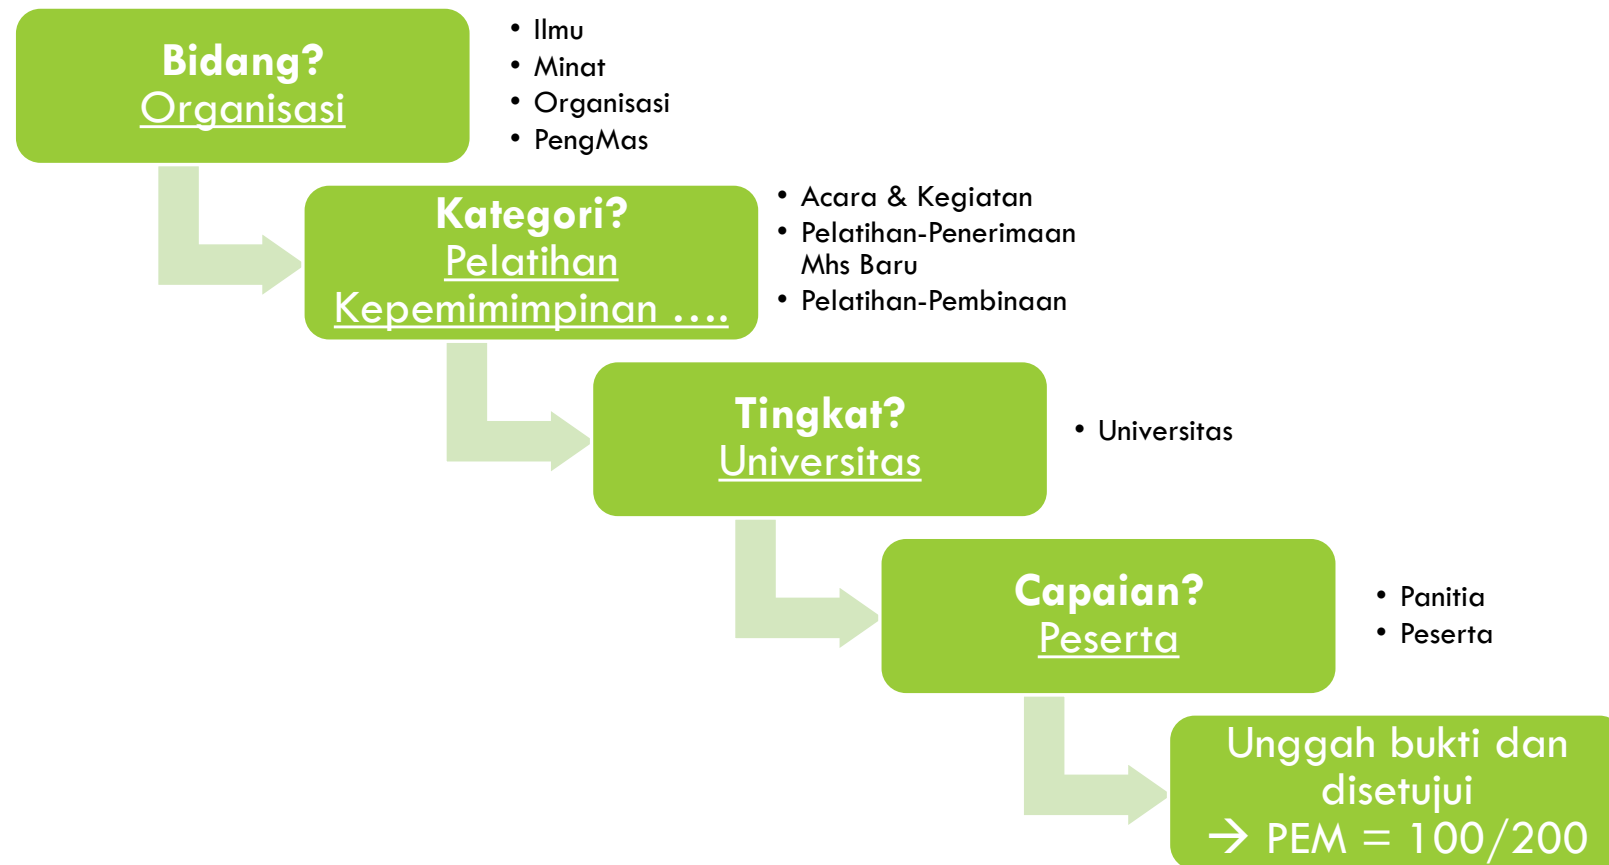 Bidang?
Organisasi
• Ilmu
• Minat
• Organisasi
• PengMas
Kategori?
Pelatihan
Kepemimimpinan ....
• Acara & Kegiatan
• Pelatihan-Penerimaan
Mhs Baru
• Pelatihan-Pembinaan
Tingkat?
Universitas
• Universitas
Capaian?
Peserta
• Panitia
• Peserta
Unggah bukti dan
disetujui
→ PEM = 100/200